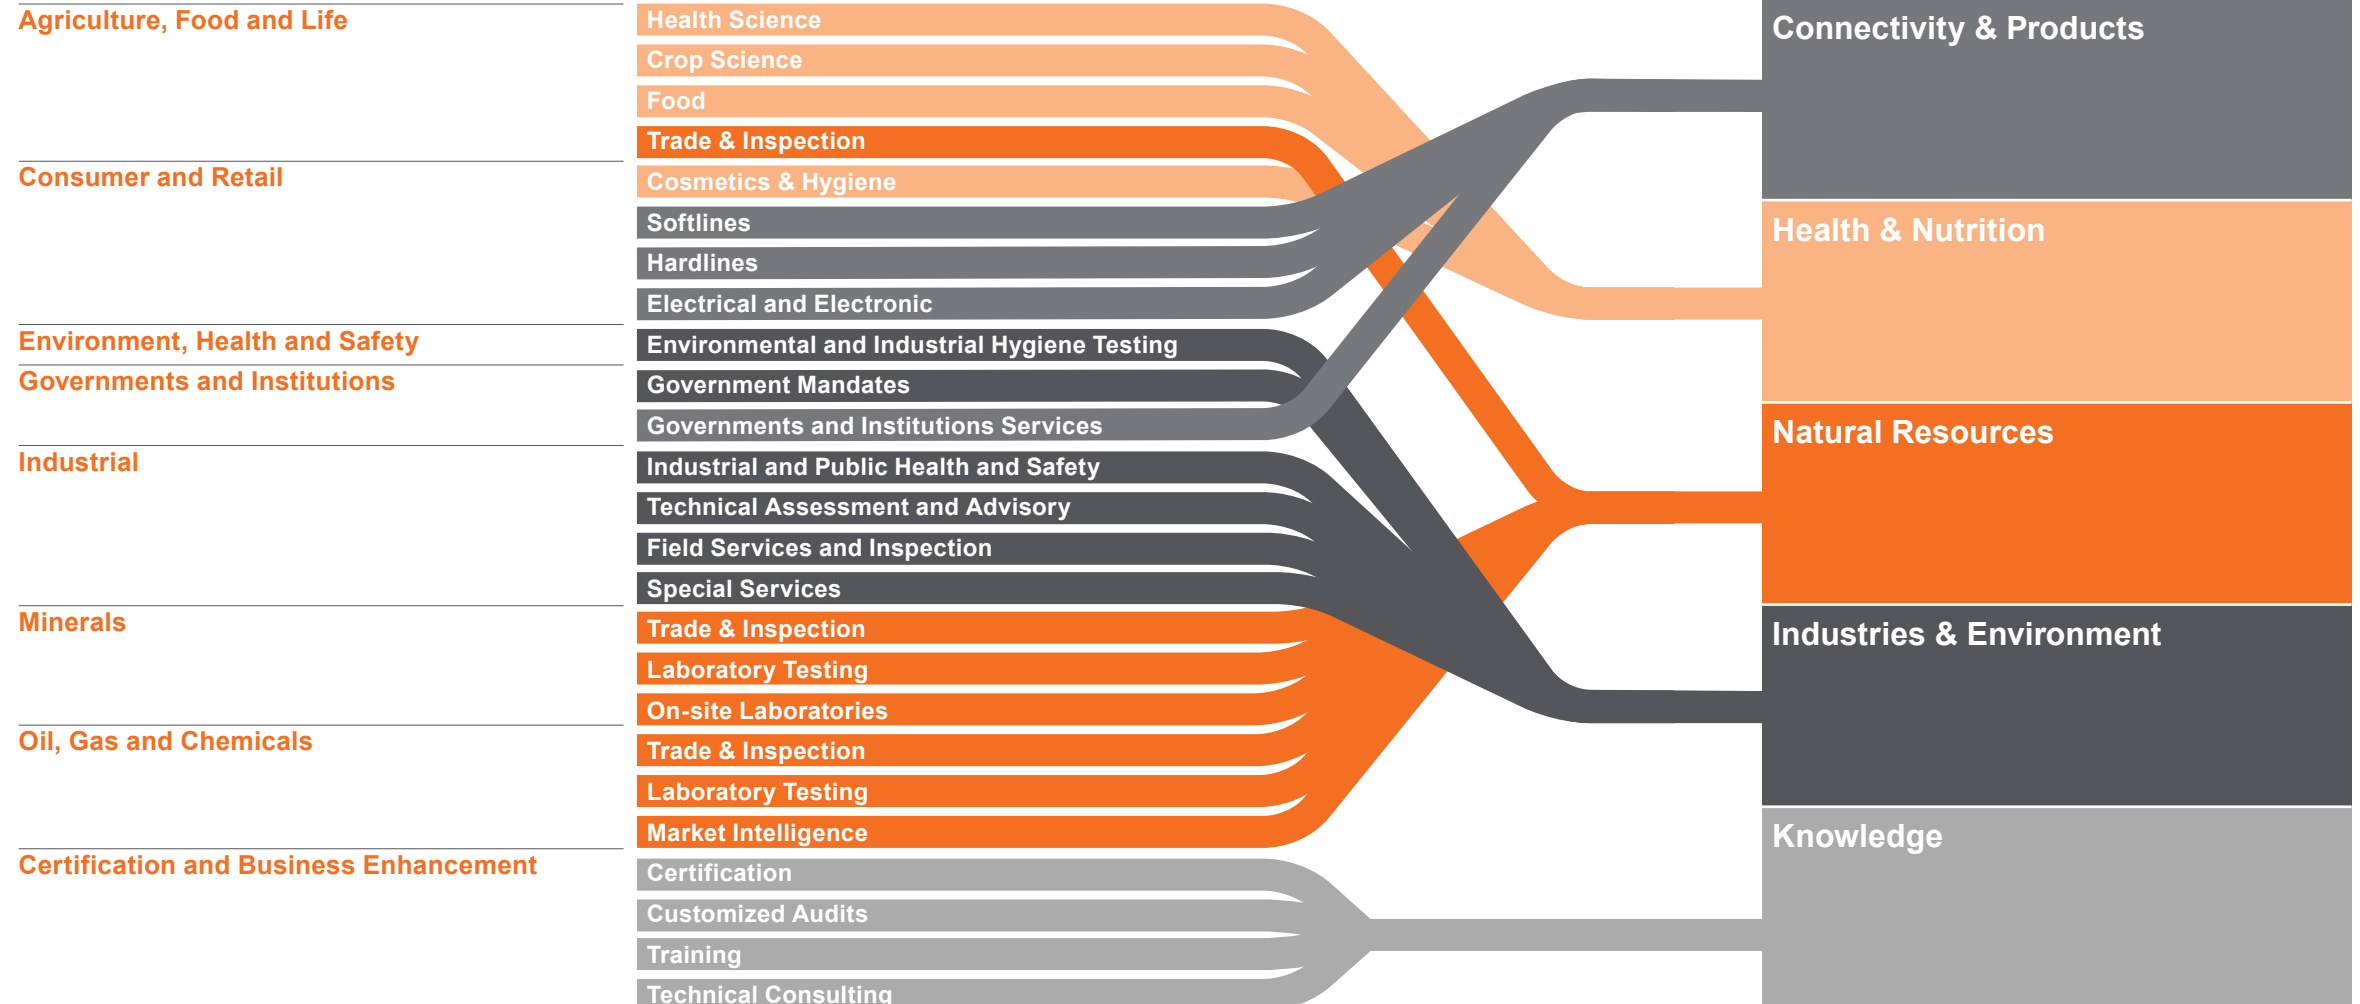 Agriculture, Food and Life
Health Science
Crop Science
Food
Trade & Inspection
Consumer and Retail
Cosmetics & Hygiene
Softlines
Hardlines
Electrical and Electronic
Environment, Health and Safety
Environmental and Industrial Hygiene Testing
Governments and Institutions
Government Mandates
Governments and Institutions Services
Industrial
Industrial and Public Health and Safety
Technical Assessment and Advisory
Field Services and Inspection
Special Services
Minerals
Trade & Inspection
Laboratory Testing
On-site Laboratories
Oil, Gas and Chemicals
Trade & Inspection
Laboratory Testing
Market Intelligence
Certification and Business Enhancement
Certification
Customized Audits
Training
Technical Consulting
Connectivity & Products
Health & Nutrition
Natural Resources
Industries & Environment
Knowledge